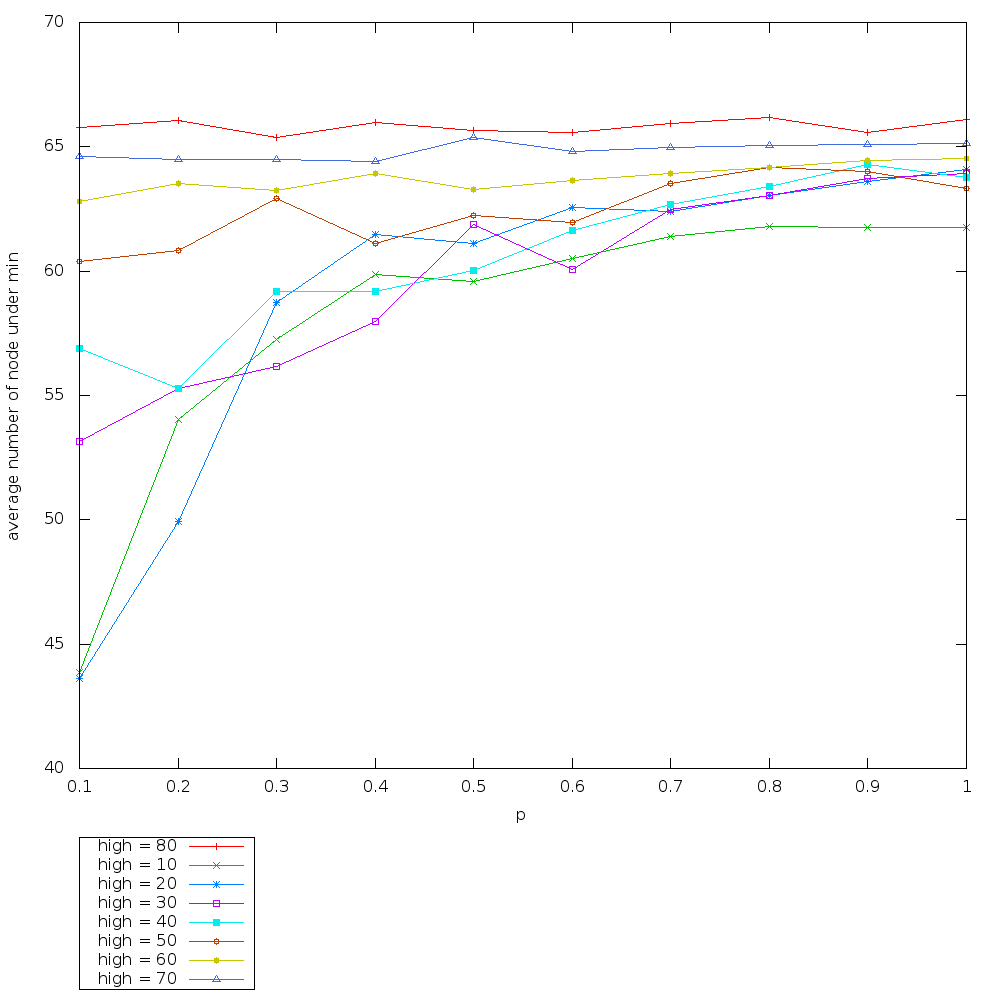 70
65
60
55
50
45
40
average number of node under min
0.1 0.2 0.3 0.4 0.5 0.6 0.7 0.8 0.9 1
p
high = 80
high = 10
high = 20
high = 30
high = 40
high = 50
high = 60
high = 70